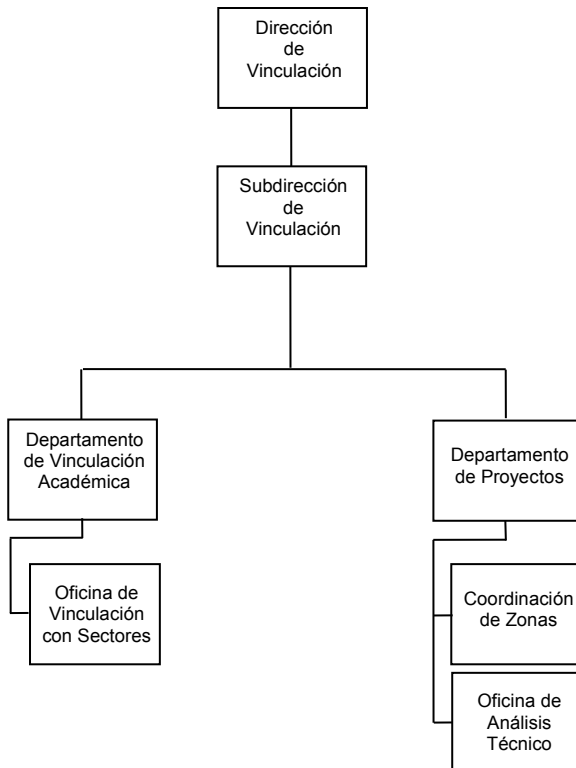 Dirección
de
Vinculación
Subdirección
de
Vinculación
Departamento
de Vinculación
Académica
Departamento
de Proyectos
Oficina de
Vinculación
con Sectores
Coordinación
de Zonas
Oficina de
Análisis
Técnico